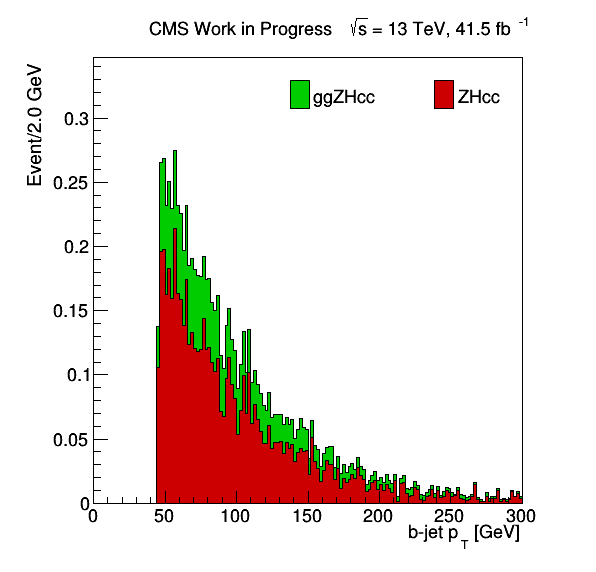 CMS Work in Progress √s = 13 TeV, 41.5 fb⁻¹
Event/2.0 GeV
ggZHcc ZHcc
0.3
0.25
0.2
0.15
0.1
0.05
0
0 50 100 150 200 250 300
b-jet p_T [GeV]